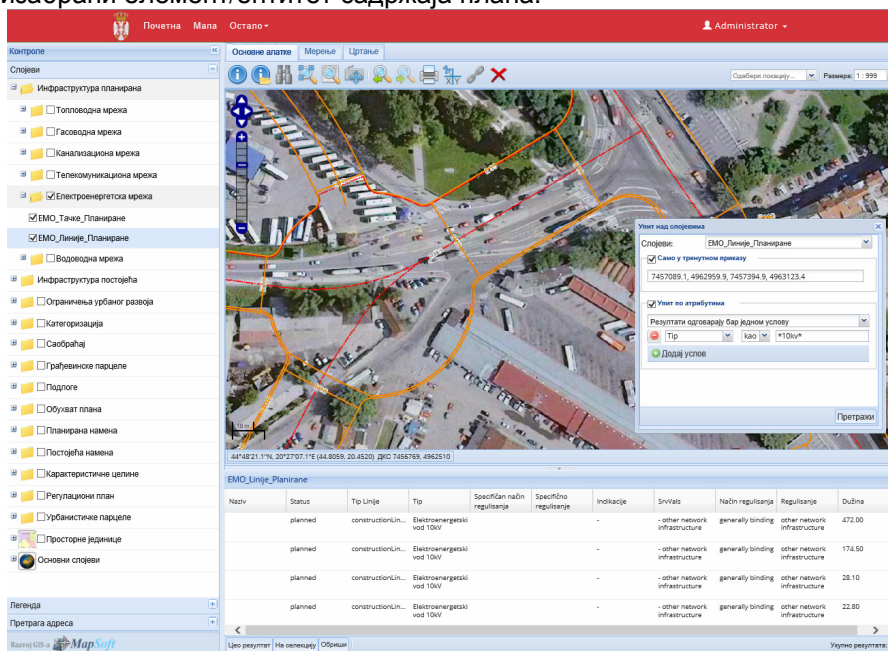 изабрани елемент/ентитет садржаја плана.
Почетна Мапа Остало
Administrator
Контроле
Слојеви
Инфраструктура планирана
Топловодна мрежа
Гасоводна мрежа
Канализациона мрежа
Телекомуникациона мрежа
Електроенергетска мрежа
ЕМО_Тачке_Планиране
ЕМО_Линије_Планиране
Водоводна мрежа
Инфраструктура постојећа
Ограничења урбаног развоја
Категоризација
Саобраћај
Грађевинске парцеле
Подлоге
Обухват плана
Планирана намена
Постојећа намена
Карактеристичне целине
Регулациони план
Урбанистичке парцеле
Просторне јединице
Основни слојеви
Легенда
Претрага адреса
Razvoj GIS-a MapSoft
Основне алатке Мерење Цртање
X|Y
Одабери локацију... Размера: 1 : 999
Упит над слојевима
Слојеви: ЕМО_Линије_Планиране
Само у тренутном приказу
7457089.1, 4962959.9, 7457394.9, 4963123.4
Упит по атрибутима
Резултати одговарају бар једном услову
Tip као *10kv*
Додај услов
Претражи
10 m
44°48'21.1"N, 20°27'07.1"E (44.8059, 20.4520) ДКС 7456769, 4962510
EMO_Linije_Planirane
Naziv Status Tip Linije Tip Specifičan način regulisanja Specifično regulisanje Indikacije SrvVals Način regulisanja Regulisanje Dužina
planned constructionLin... Elektroenergetski vod 10kV - - other network infrastructure generally binding other network infrastructure 472.00
planned constructionLin... Elektroenergetski vod 10kV - - other network infrastructure generally binding other network infrastructure 174.50
planned constructionLin... Elektroenergetski vod 10kV - - other network infrastructure generally binding other network infrastructure 28.10
planned constructionLin... Elektroenergetski vod 10kV - - other network infrastructure generally binding other network infrastructure 22.80
Цео резултат На селекцију Обриши Укупно резултата: